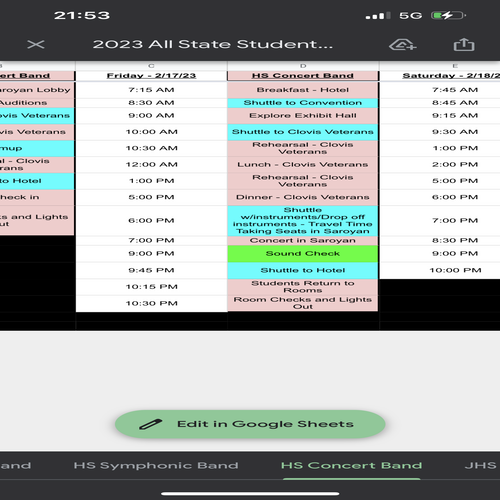 21:53
5G
2023 All State Student...
B C D E
ert Band Friday - 2/17/23 HS Concert Band Saturday - 2/18/2
aroyan Lobby 7:15 AM Breakfast - Hotel 7:45 AM
Auditions 8:30 AM Shuttle to Convention 8:45 AM
ovis Veterans 9:00 AM Explore Exhibit Hall 9:15 AM
vis Veterans 10:00 AM Shuttle to Clovis Veterans 9:30 AM
rmup 10:30 AM Rehearsal - Clovis
Veterans 1:00 PM
al - Clovis
rans 12:00 AM Lunch - Clovis Veterans 2:00 PM
to Hotel 1:00 PM Rehearsal - Clovis
Veterans 5:00 PM
heck in 5:00 PM Dinner - Clovis Veterans 6:00 PM
ks and Lights
ut 6:00 PM Shuttle
w/instruments/Drop off
instruments - Travel Time
Taking Seats in Saroyan 7:00 PM
7:00 PM Concert in Saroyan 8:30 PM
9:00 PM Sound Check 9:00 PM
9:45 PM Shuttle to Hotel 10:00 PM
10:15 PM Students Return to
Rooms
10:30 PM Room Checks and Lights
Out
Edit in Google Sheets
and HS Symphonic Band HS Concert Band JHS